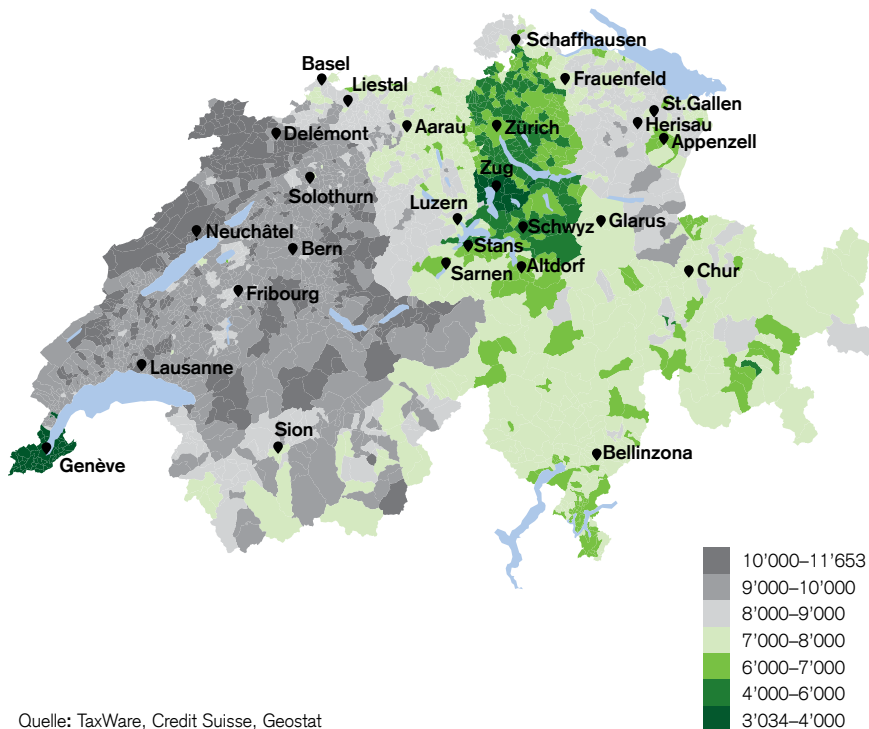 Schaffhausen
Basel
Liestal
Frauenfeld
St.Gallen
Delémont
Aarau
Zürich
Herisau
Appenzell
Zug
Solothurn
Luzern
Neuchâtel
Schwyz
Glarus
Bern
Stans
Sarnen
Altdorf
Chur
Fribourg
Lausanne
Sion
Genève
Bellinzona
10’000–11’653
9’000–10’000
8’000–9’000
7’000–8’000
6’000–7’000
4’000–6’000
3’034–4’000
Quelle: TaxWare, Credit Suisse, Geostat